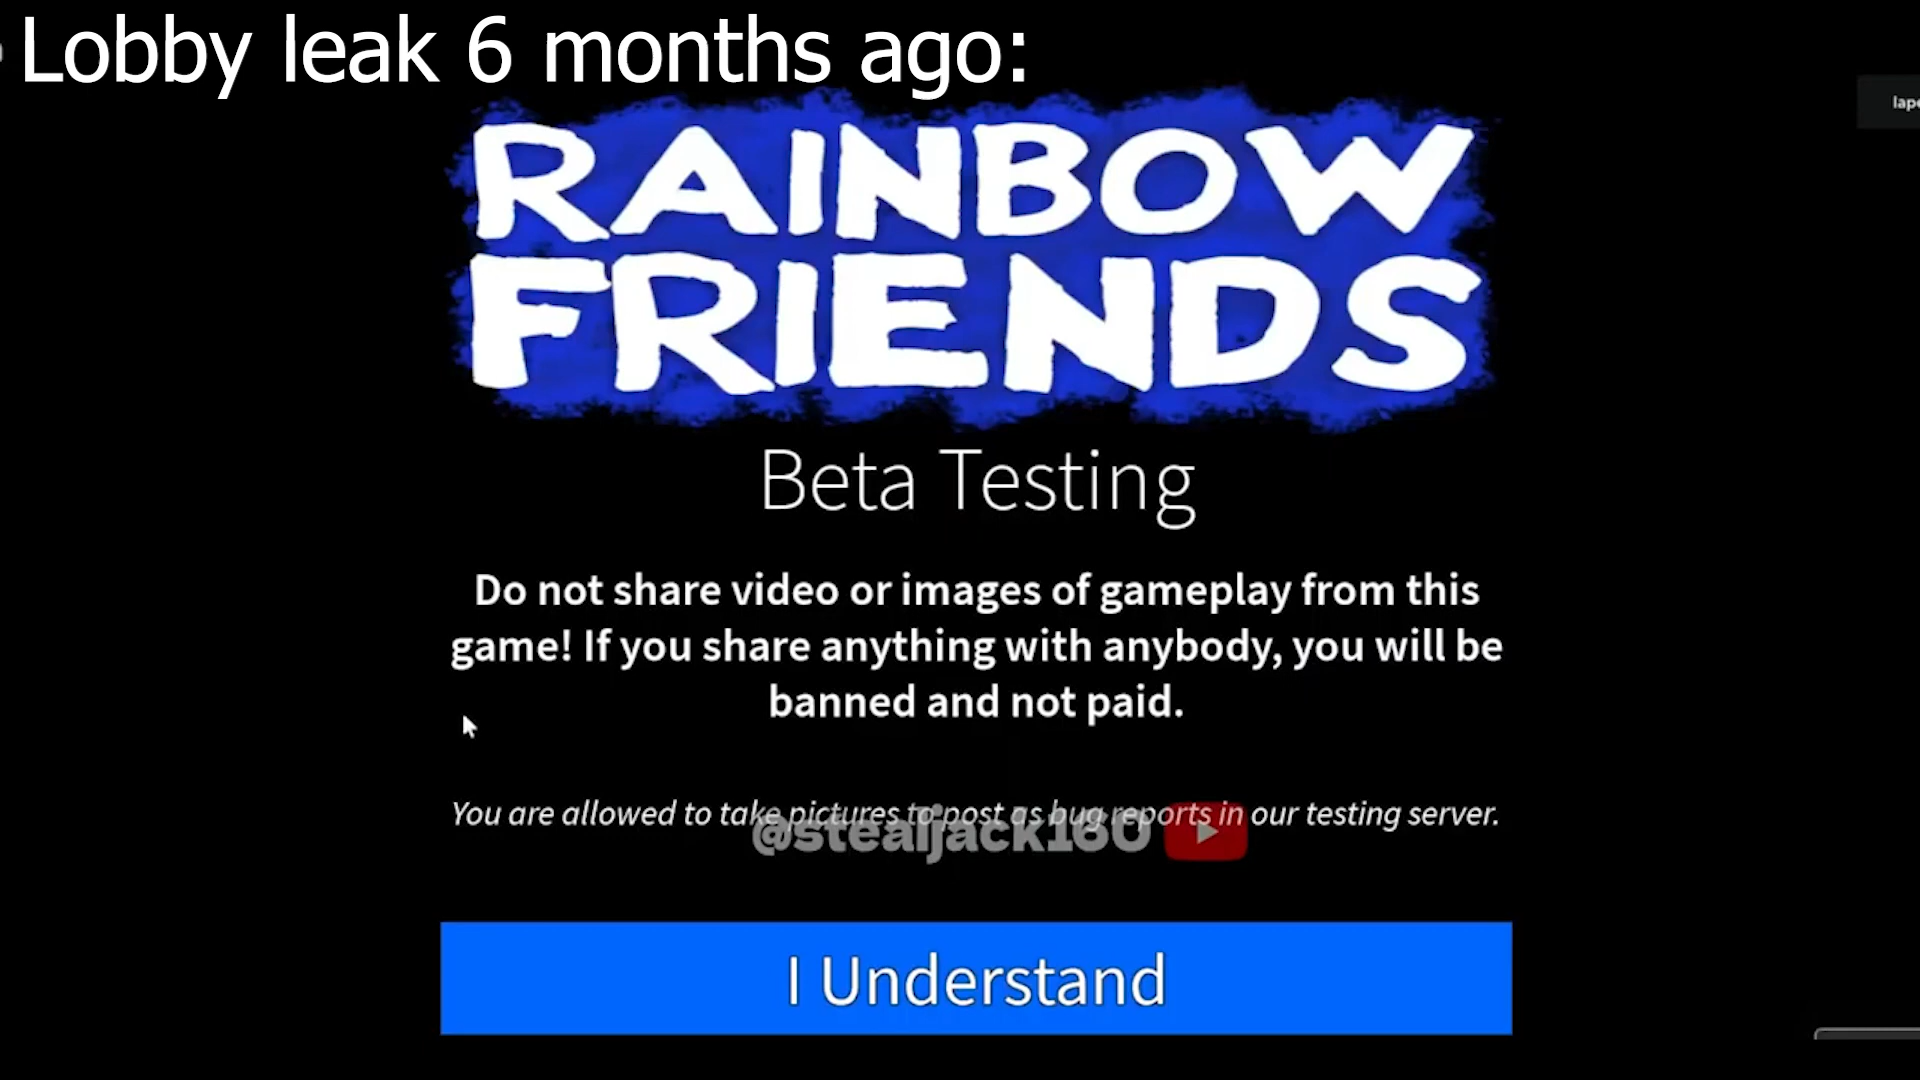 Lobby leak 6 months ago:
RAINBOW
FRIENDS
Beta Testing
Do not share video or images of gameplay from this
game! If you share anything with anybody, you will be
banned and not paid.
You are allowed to take pictures to post as bug reports in our testing server.
@stealjack160
I Understand